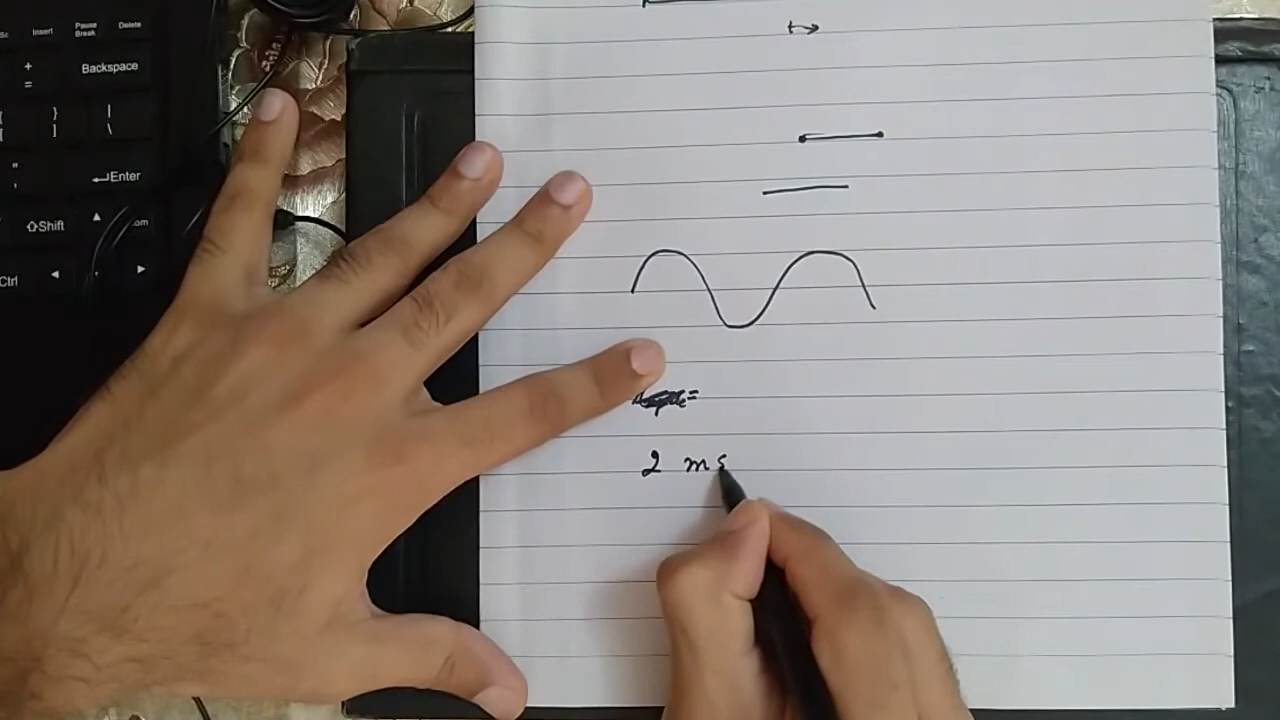 Insert Pause Break Delete
+ = Backspace
} ] | \
" ' Enter
Shift
Ctrl
2 ms